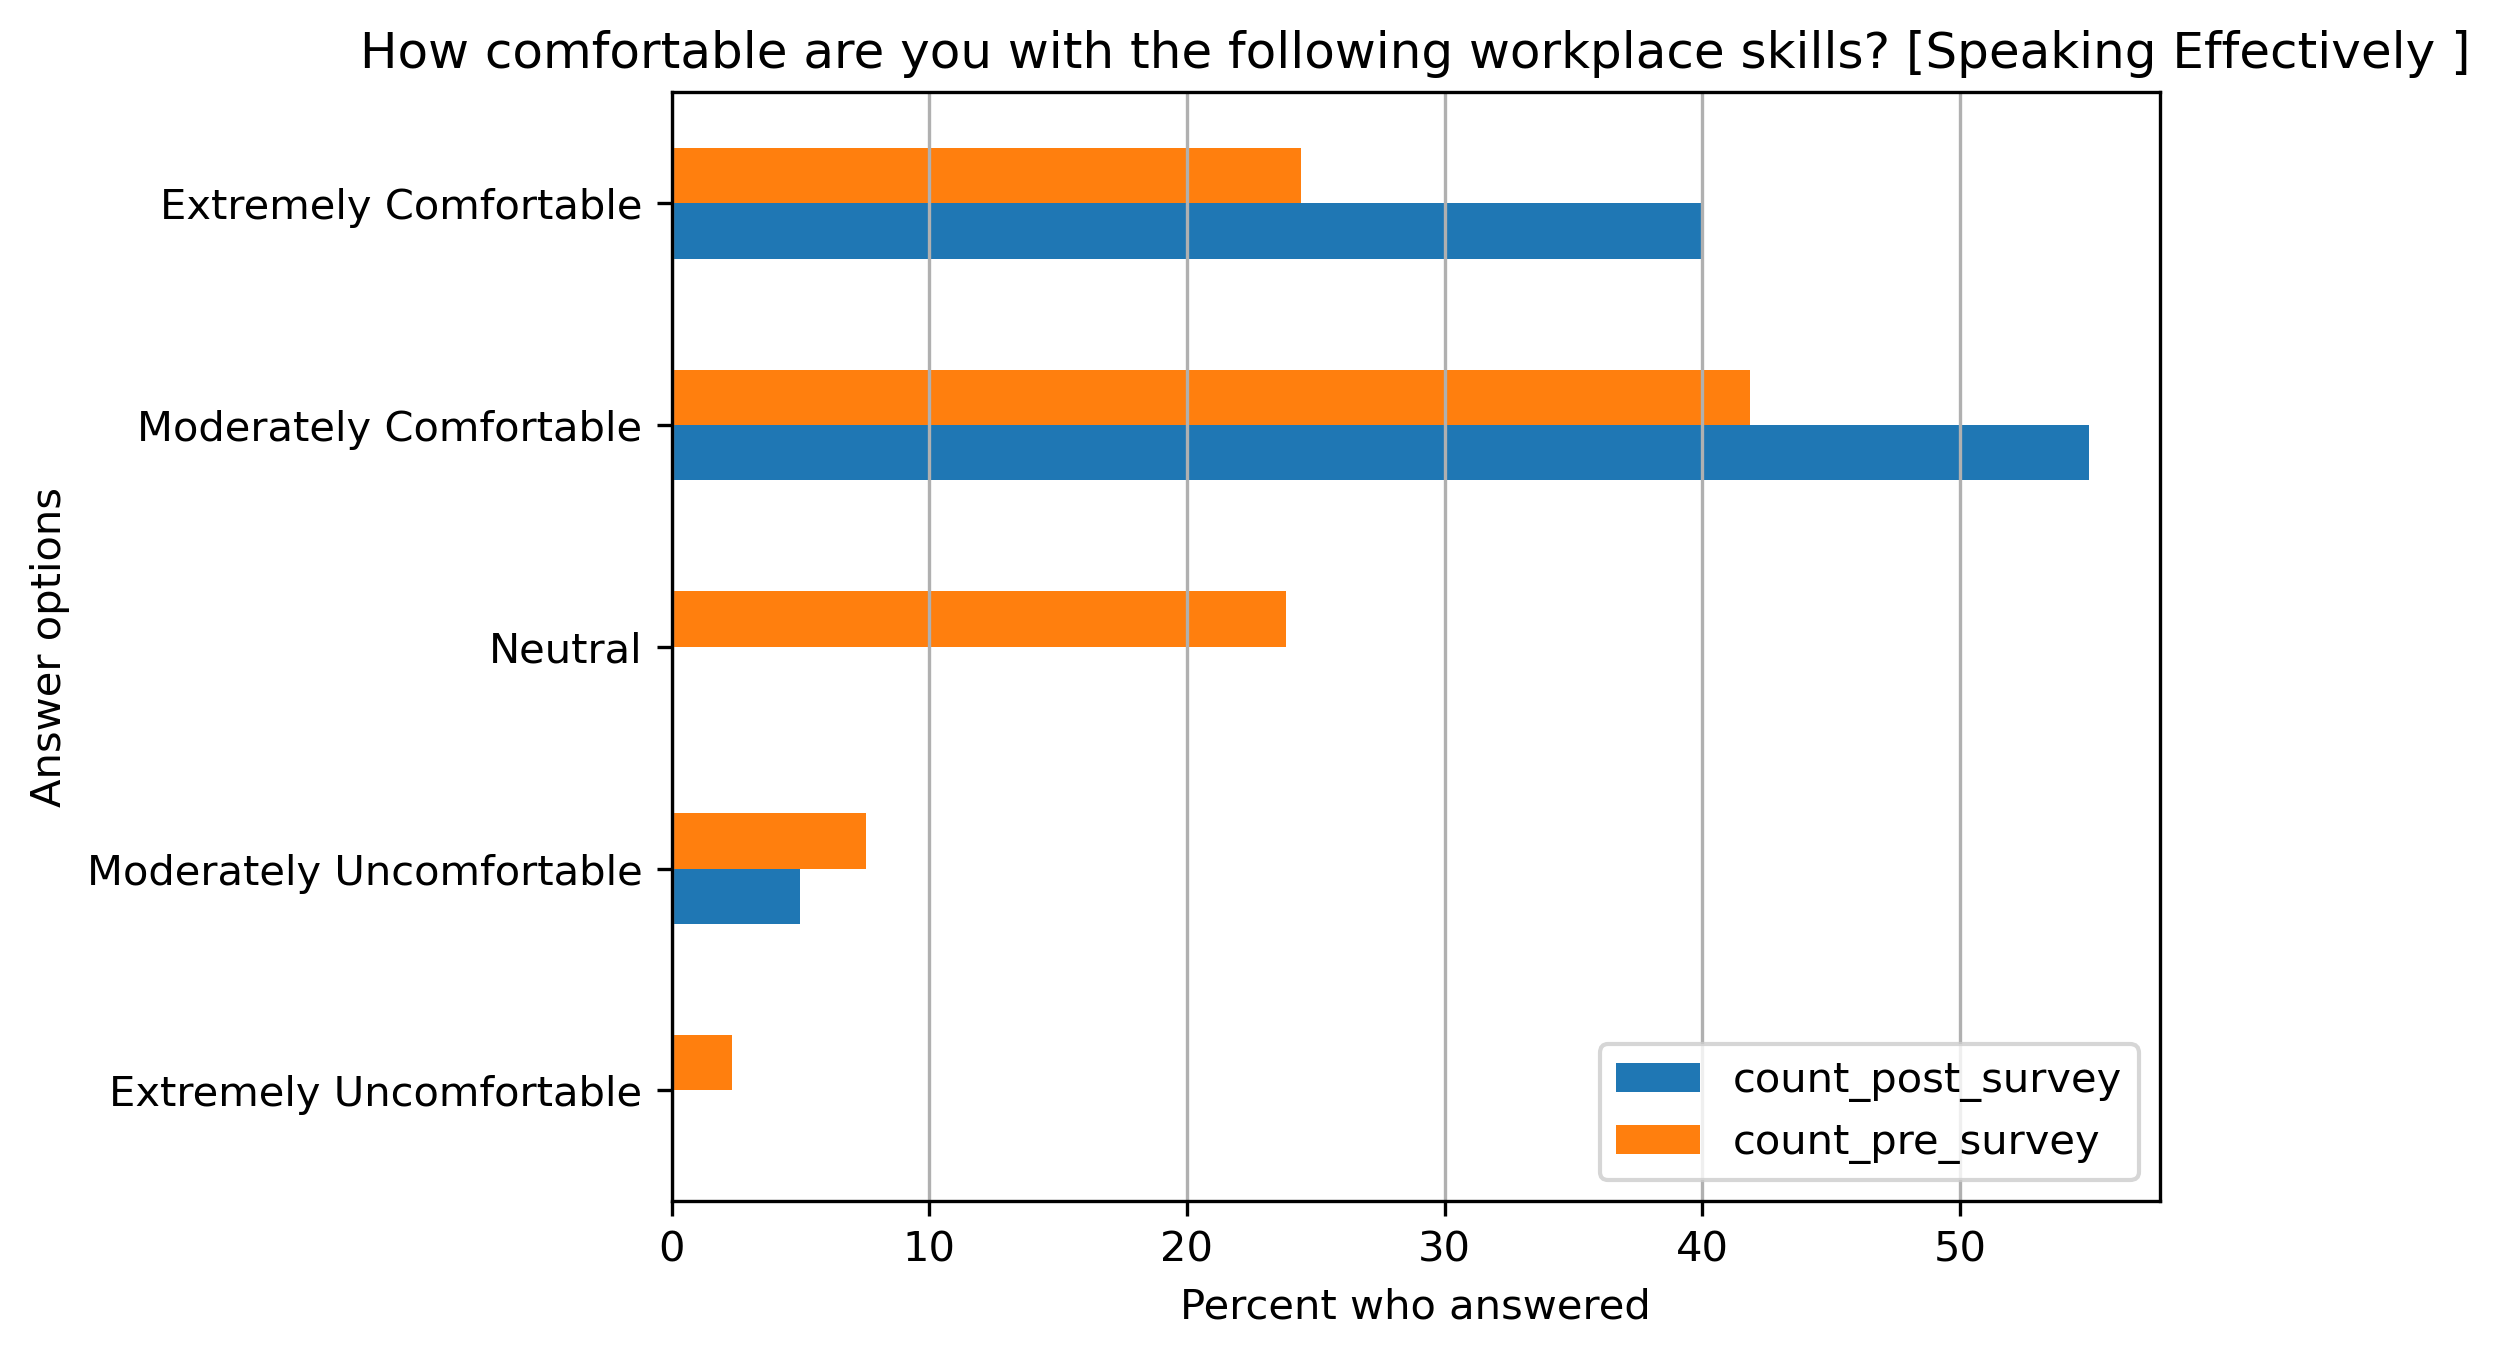 How comfortable are you with the following workplace skills? [Speaking Effectively ]
Extremely Comfortable
Moderately Comfortable
Neutral
Moderately Uncomfortable
Extremely Uncomfortable
Answer options
count_post_survey
count_pre_survey
0 10 20 30 40 50
Percent who answered